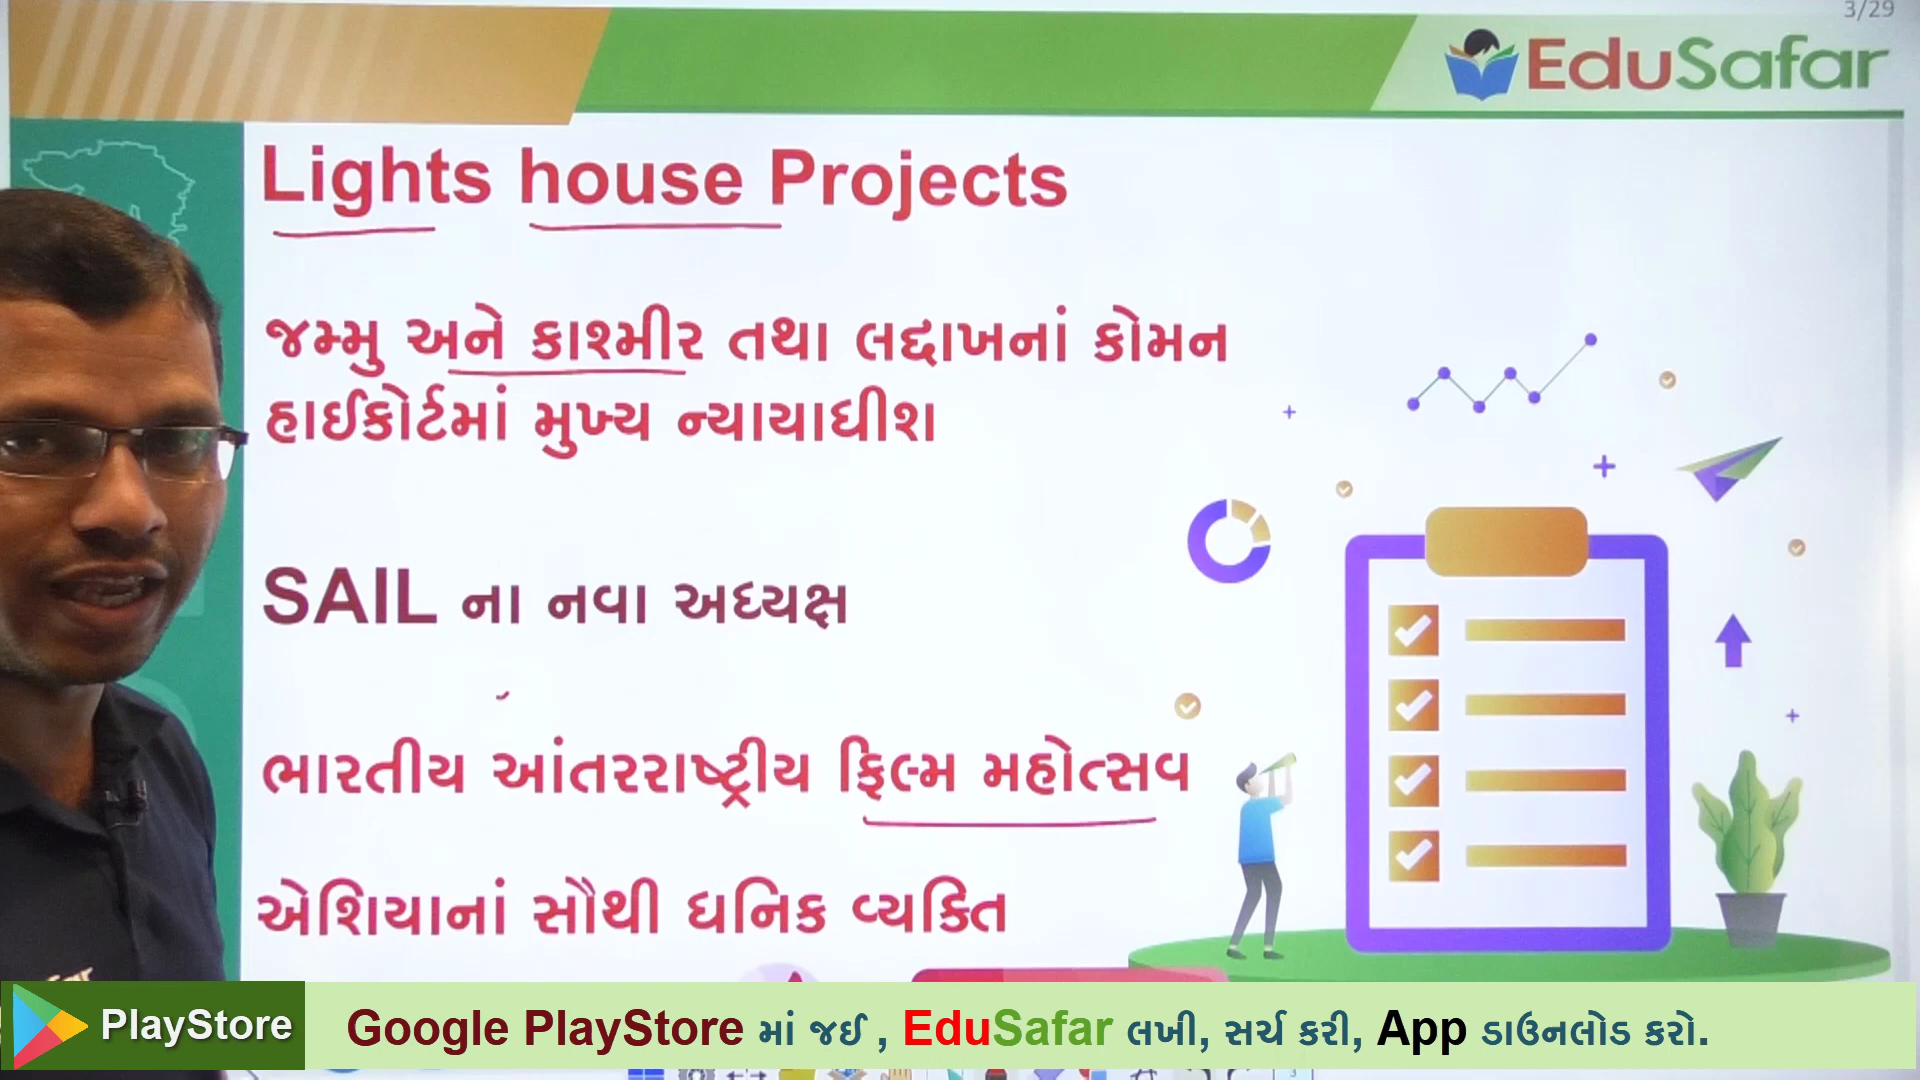 3/29
EduSafar
Lights house Projects
જમ્મુ અને કાશ્મીર તથા લદ્દાખનાં કોમન
હાઈકોર્ટમાં મુખ્ય ન્યાયાધીશ
SAIL ના નવા અધ્યક્ષ
ભારતીય આંતરરાષ્ટ્રીય ફિલ્મ મહોત્સવ
એશિયાનાં સૌથી ધનિક વ્યક્તિ
PlayStore
Google PlayStore માં જઈ , EduSafar લખી, સર્ચ કરી, App ડાઉનલોડ કરો.